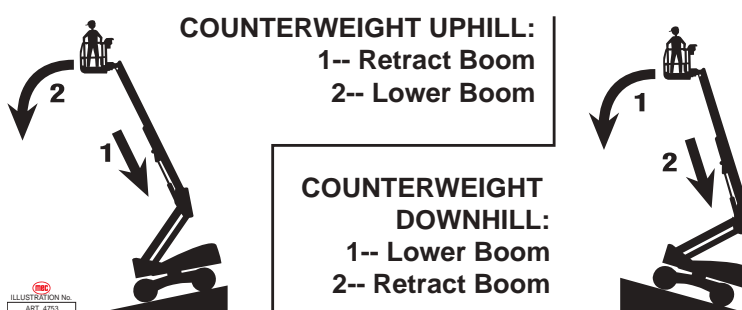 COUNTERWEIGHT UPHILL:
1-- Retract Boom
2-- Lower Boom
2
1
COUNTERWEIGHT
DOWNHILL:
1-- Lower Boom
2-- Retract Boom
1
2
mec
ILLUSTRATION No.
ART_4753